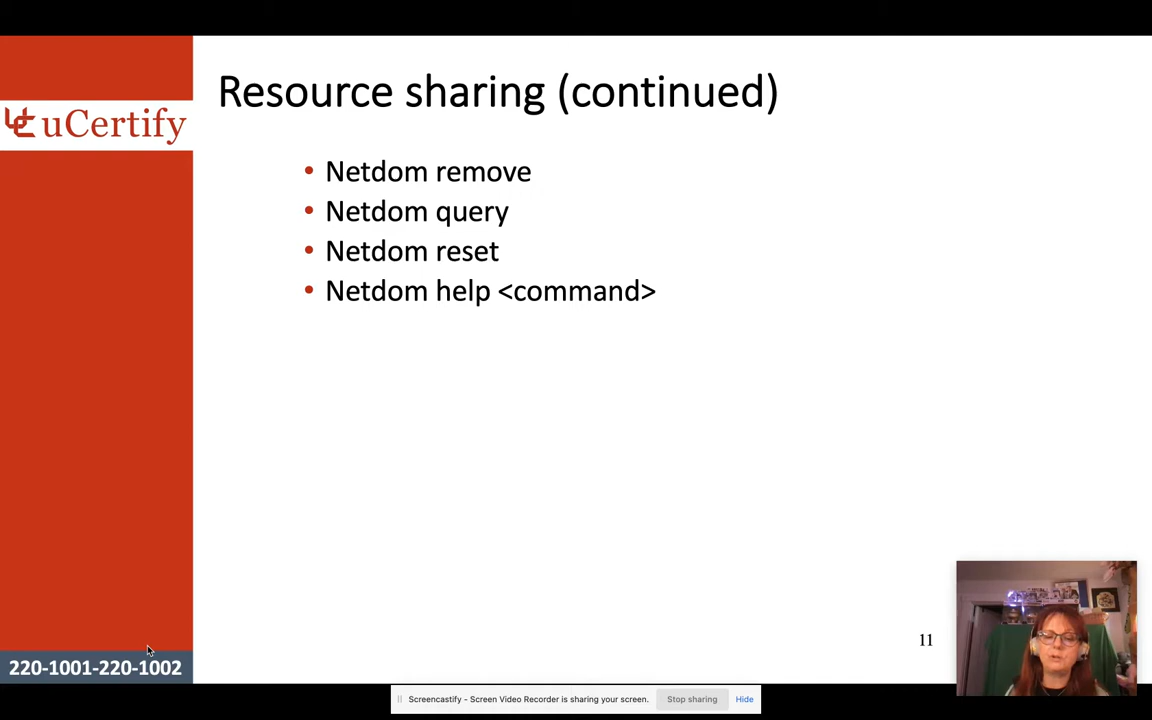 Resource sharing (continued)
uCertify
• Netdom remove
• Netdom query
• Netdom reset
• Netdom help <command>
11
220-1001-220-1002
Screencastify - Screen Video Recorder is sharing your screen.
Stop sharing
Hide